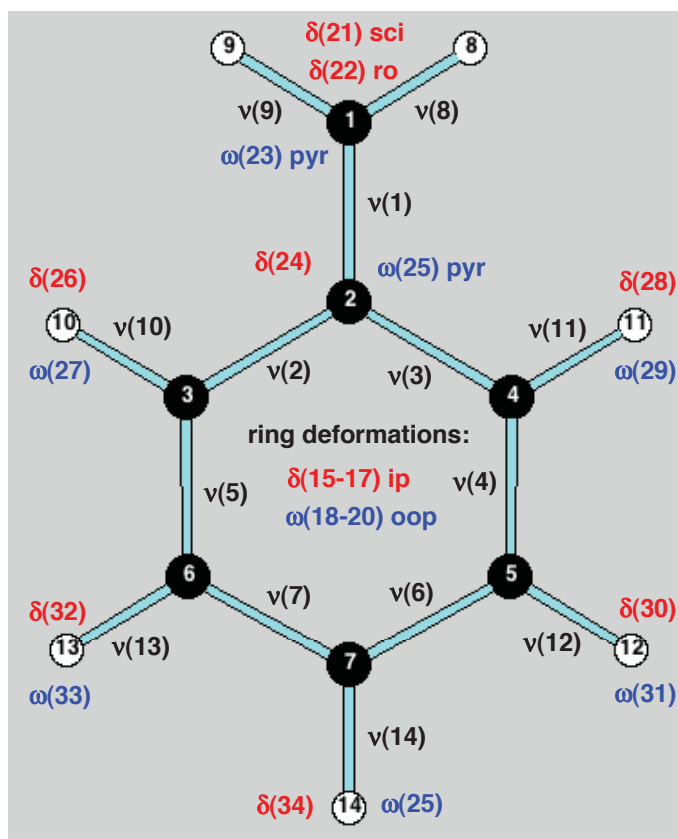 9 δ(21) sci 8
δ(22) ro
ν(9) 1 ν(8)
ω(23) pyr
ν(1)
δ(26) δ(24) ω(25) pyr δ(28)
10 ν(10) 2 ν(11) 11
ω(27) ν(2) ν(3) ω(29)
3 4
ring deformations:
ν(5) δ(15-17) ip ν(4)
ω(18-20) oop
6 ν(7) ν(6) 5
δ(32) δ(30)
13 ν(13) ν(12) 12
ω(33) 7 ω(31)
ν(14)
δ(34) 14 ω(25)